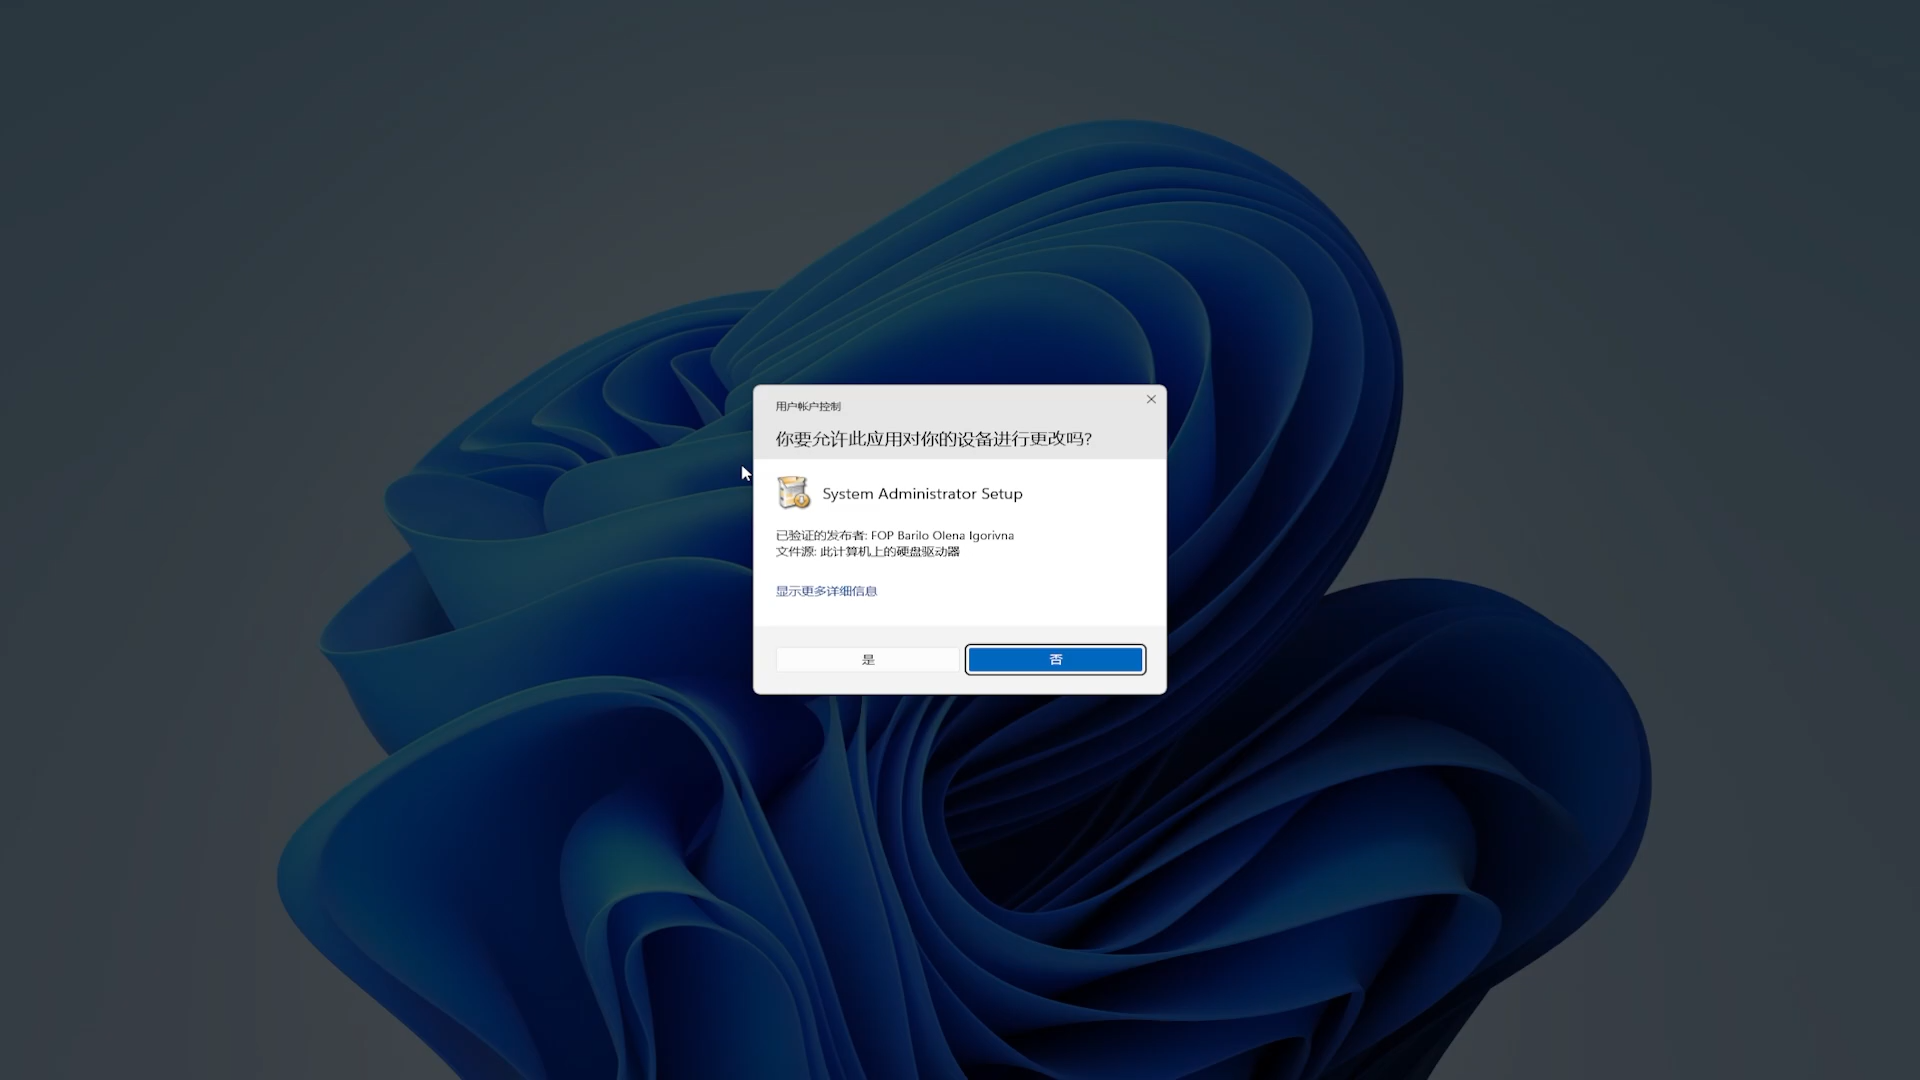 用户帐户控制
你要允许此应用对你的设备进行更改吗?
System Administrator Setup
已验证的发布者: FOP Barilo Olena Igorivna
文件源: 此计算机上的硬盘驱动器
显示更多详细信息
是
否